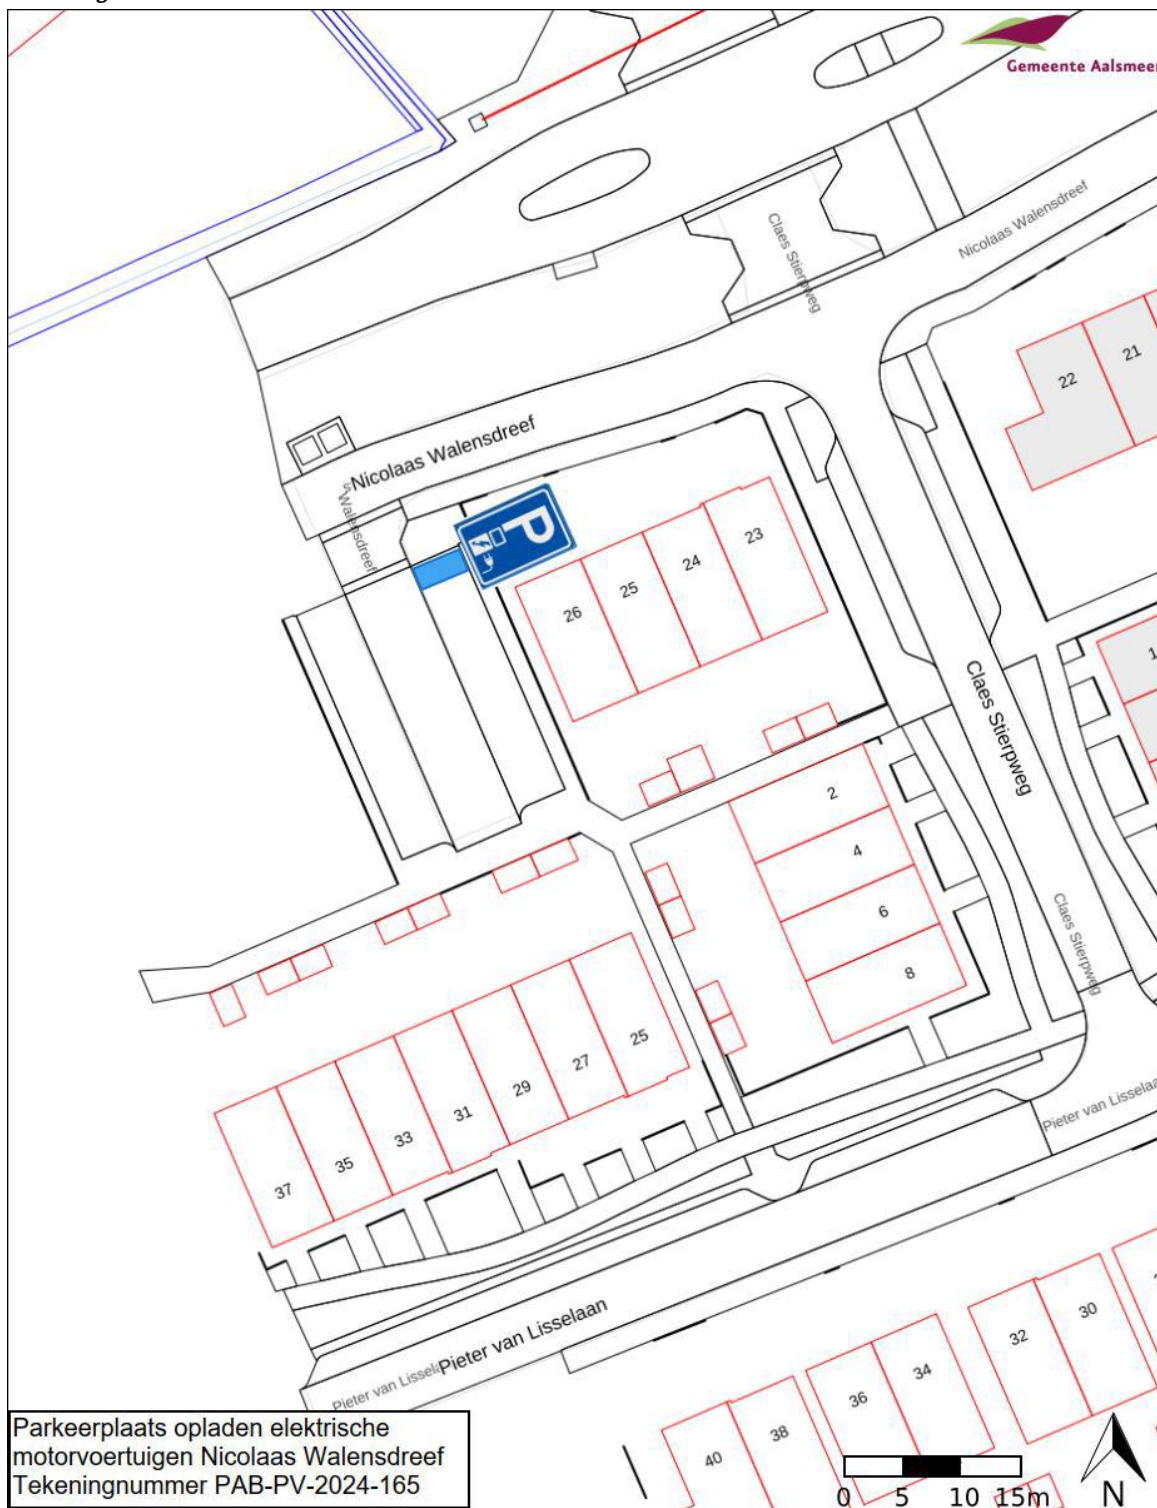 Gemeente Aalsmeer
Nicolaas Walensdreef
Claes Stierpweg
21
22
Nicolaas Walensdreef
Walensdreef
P
23
24
25
26
Claes Stierpweg
2
4
6
8
Claes Stierpweg
25
27
29
31
33
35
37
Pieter van Lisselaan
Pieter van Lisselaan
Pieter van Lissela
30
32
34
36
38
40
Parkeerplaats opladen elektrische
motorvoertuigen Nicolaas Walensdreef
Tekeningnummer PAB-PV-2024-165
0 5 10 15m
N